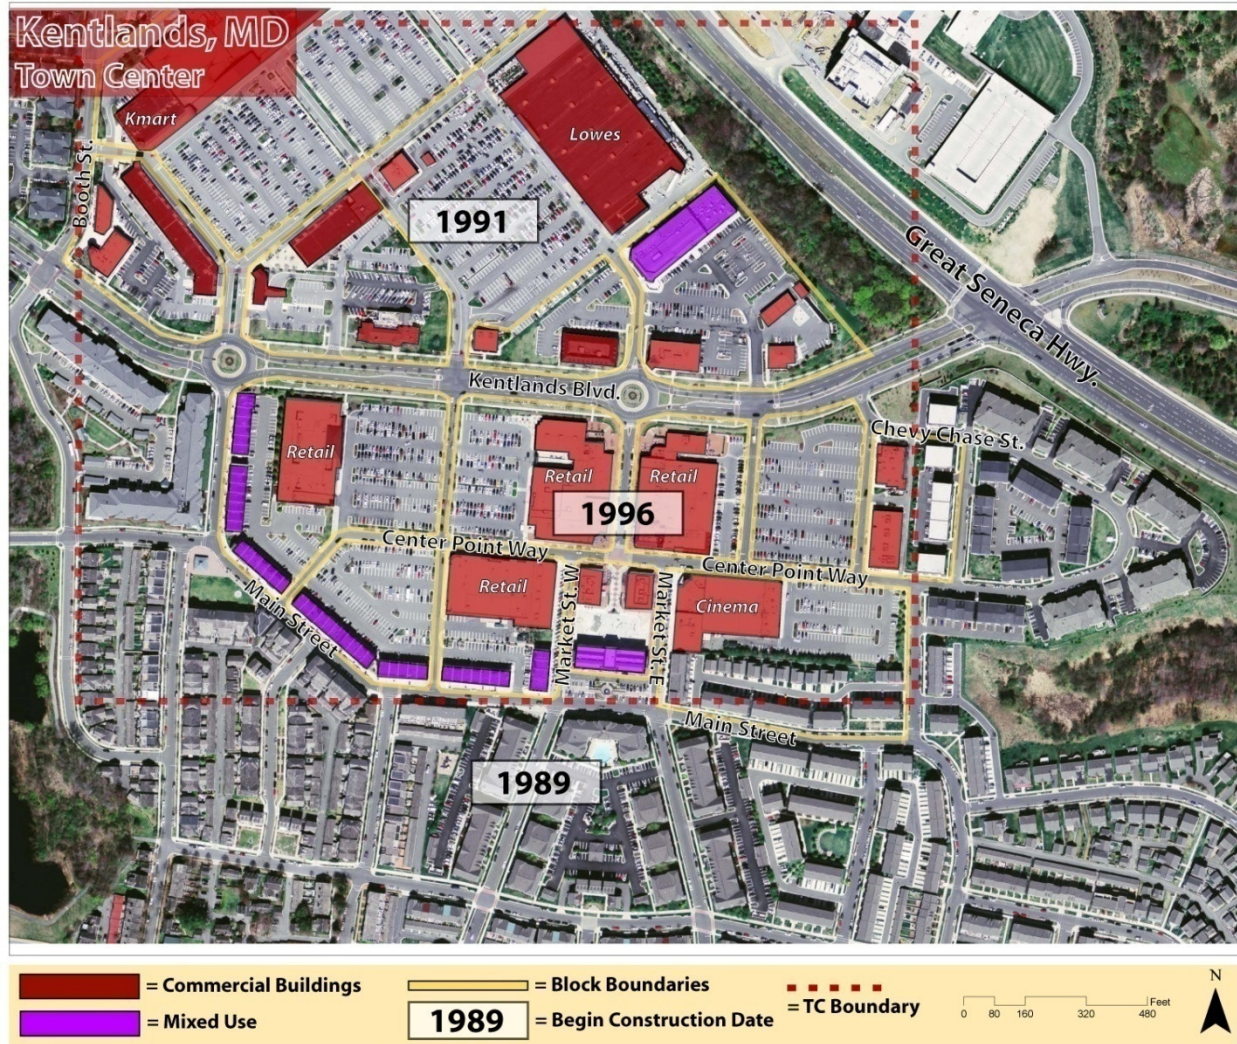 Kentlands, MD
Town Center
Kmart
Lowes
Booth St.
1991
Great Seneca Hwy.
Kentlands Blvd.
Chevy Chase St.
Retail
Retail
Retail
1996
Center Point Way
Center Point Way
Retail
Market St. W
Market St. E
Cinema
Main Street
Main Street
1989
= Commercial Buildings
= Mixed Use
= Block Boundaries
1989 = Begin Construction Date
= TC Boundary
0 80 160 320 480 Feet
N